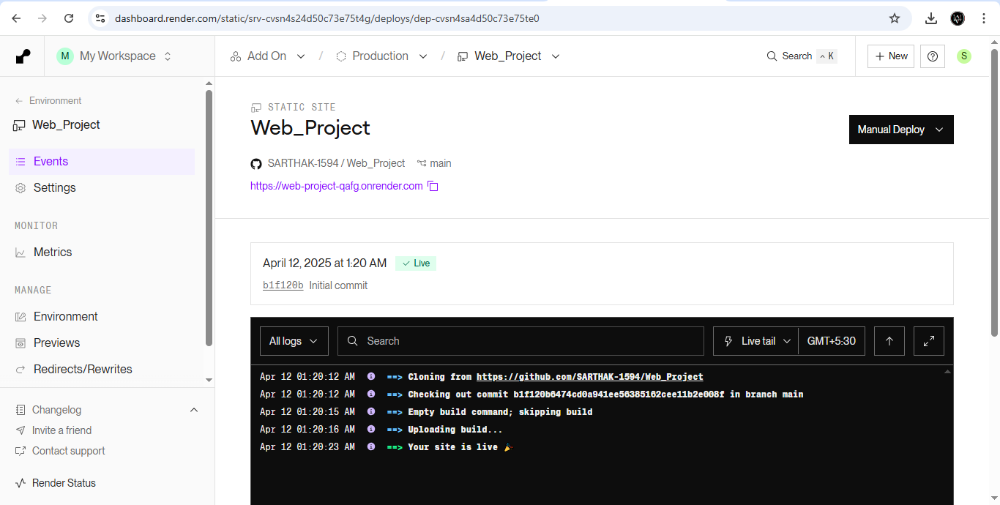 dashboard.render.com/static/srv-cvsn4s24d50c73e75t4g/deploys/dep-cvsn4sa4d50c73e75te0
M My Workspace
Add On / Production / Web_Project
Search ^ K
+ New
S
← Environment
Web_Project
Events
Settings
MONITOR
Metrics
MANAGE
Environment
Previews
Redirects/Rewrites
Changelog
Invite a friend
Contact support
Render Status
STATIC SITE
Web_Project
Manual Deploy
SARTHAK-1594 / Web_Project main
https://web-project-qafg.onrender.com
April 12, 2025 at 1:20 AM ✓ Live
b1f120b Initial commit
All logs
Search
Live tail
GMT+5:30
Apr 12 01:20:12 AM ==> Cloning from https://github.com/SARTHAK-1594/Web_Project
Apr 12 01:20:12 AM ==> Checking out commit b1f120b6474cd0a941ee56385162cee11b2e008f in branch main
Apr 12 01:20:15 AM ==> Empty build command; skipping build
Apr 12 01:20:16 AM ==> Uploading build...
Apr 12 01:20:23 AM ==> Your site is live 🎉